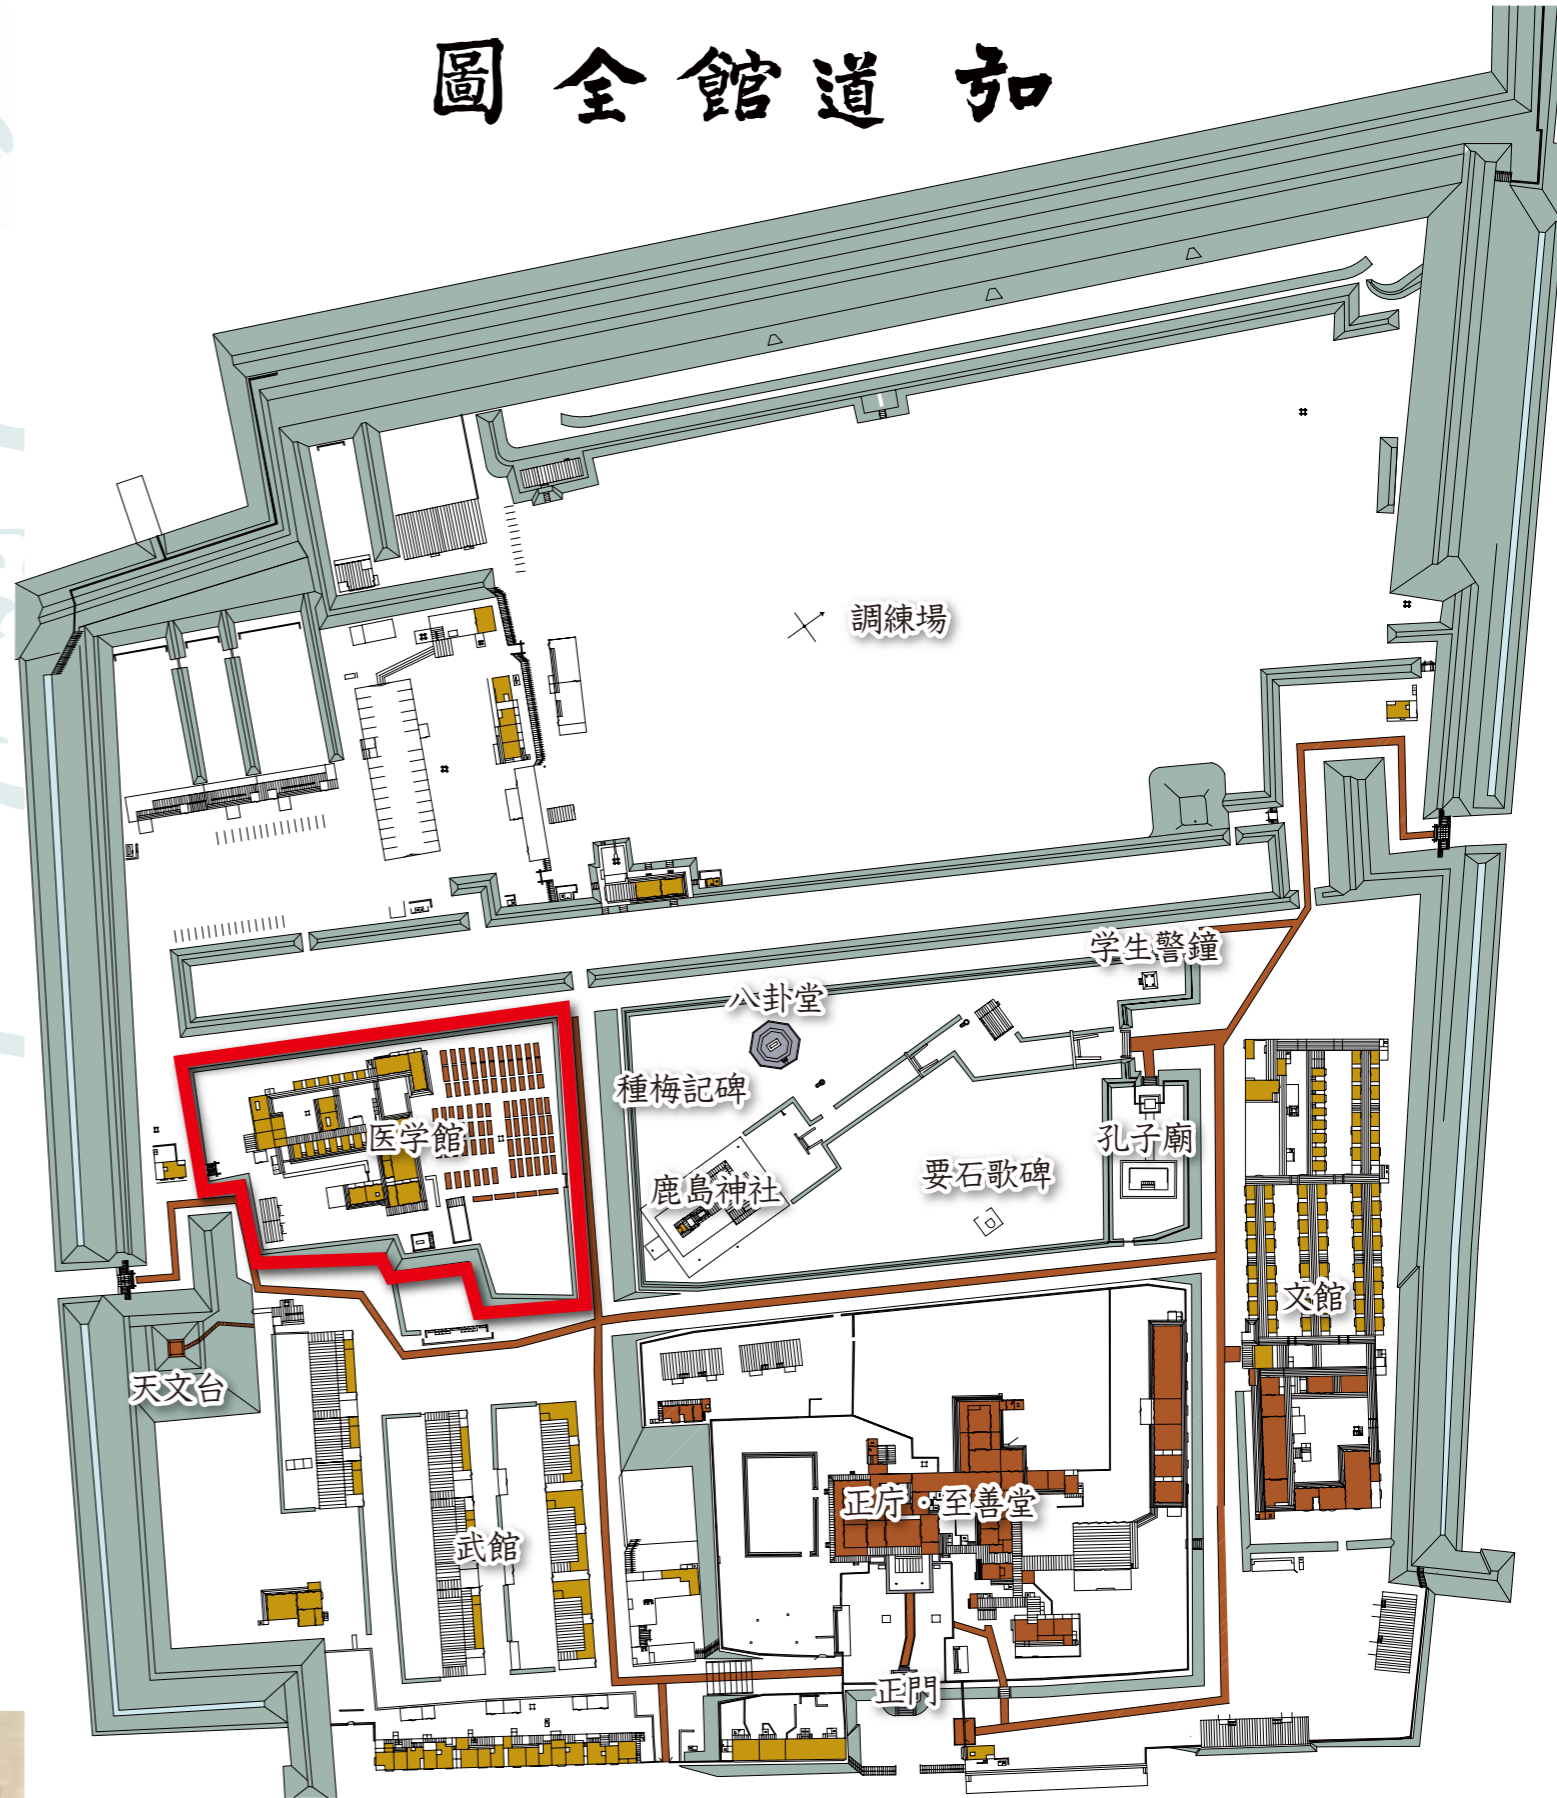 圖全館道弘
調練場
学生警鐘
八卦堂
種梅記碑
医学館
孔子廟
要石歌碑
鹿島神社
文館
天文台
正庁・至善堂
武館
正門